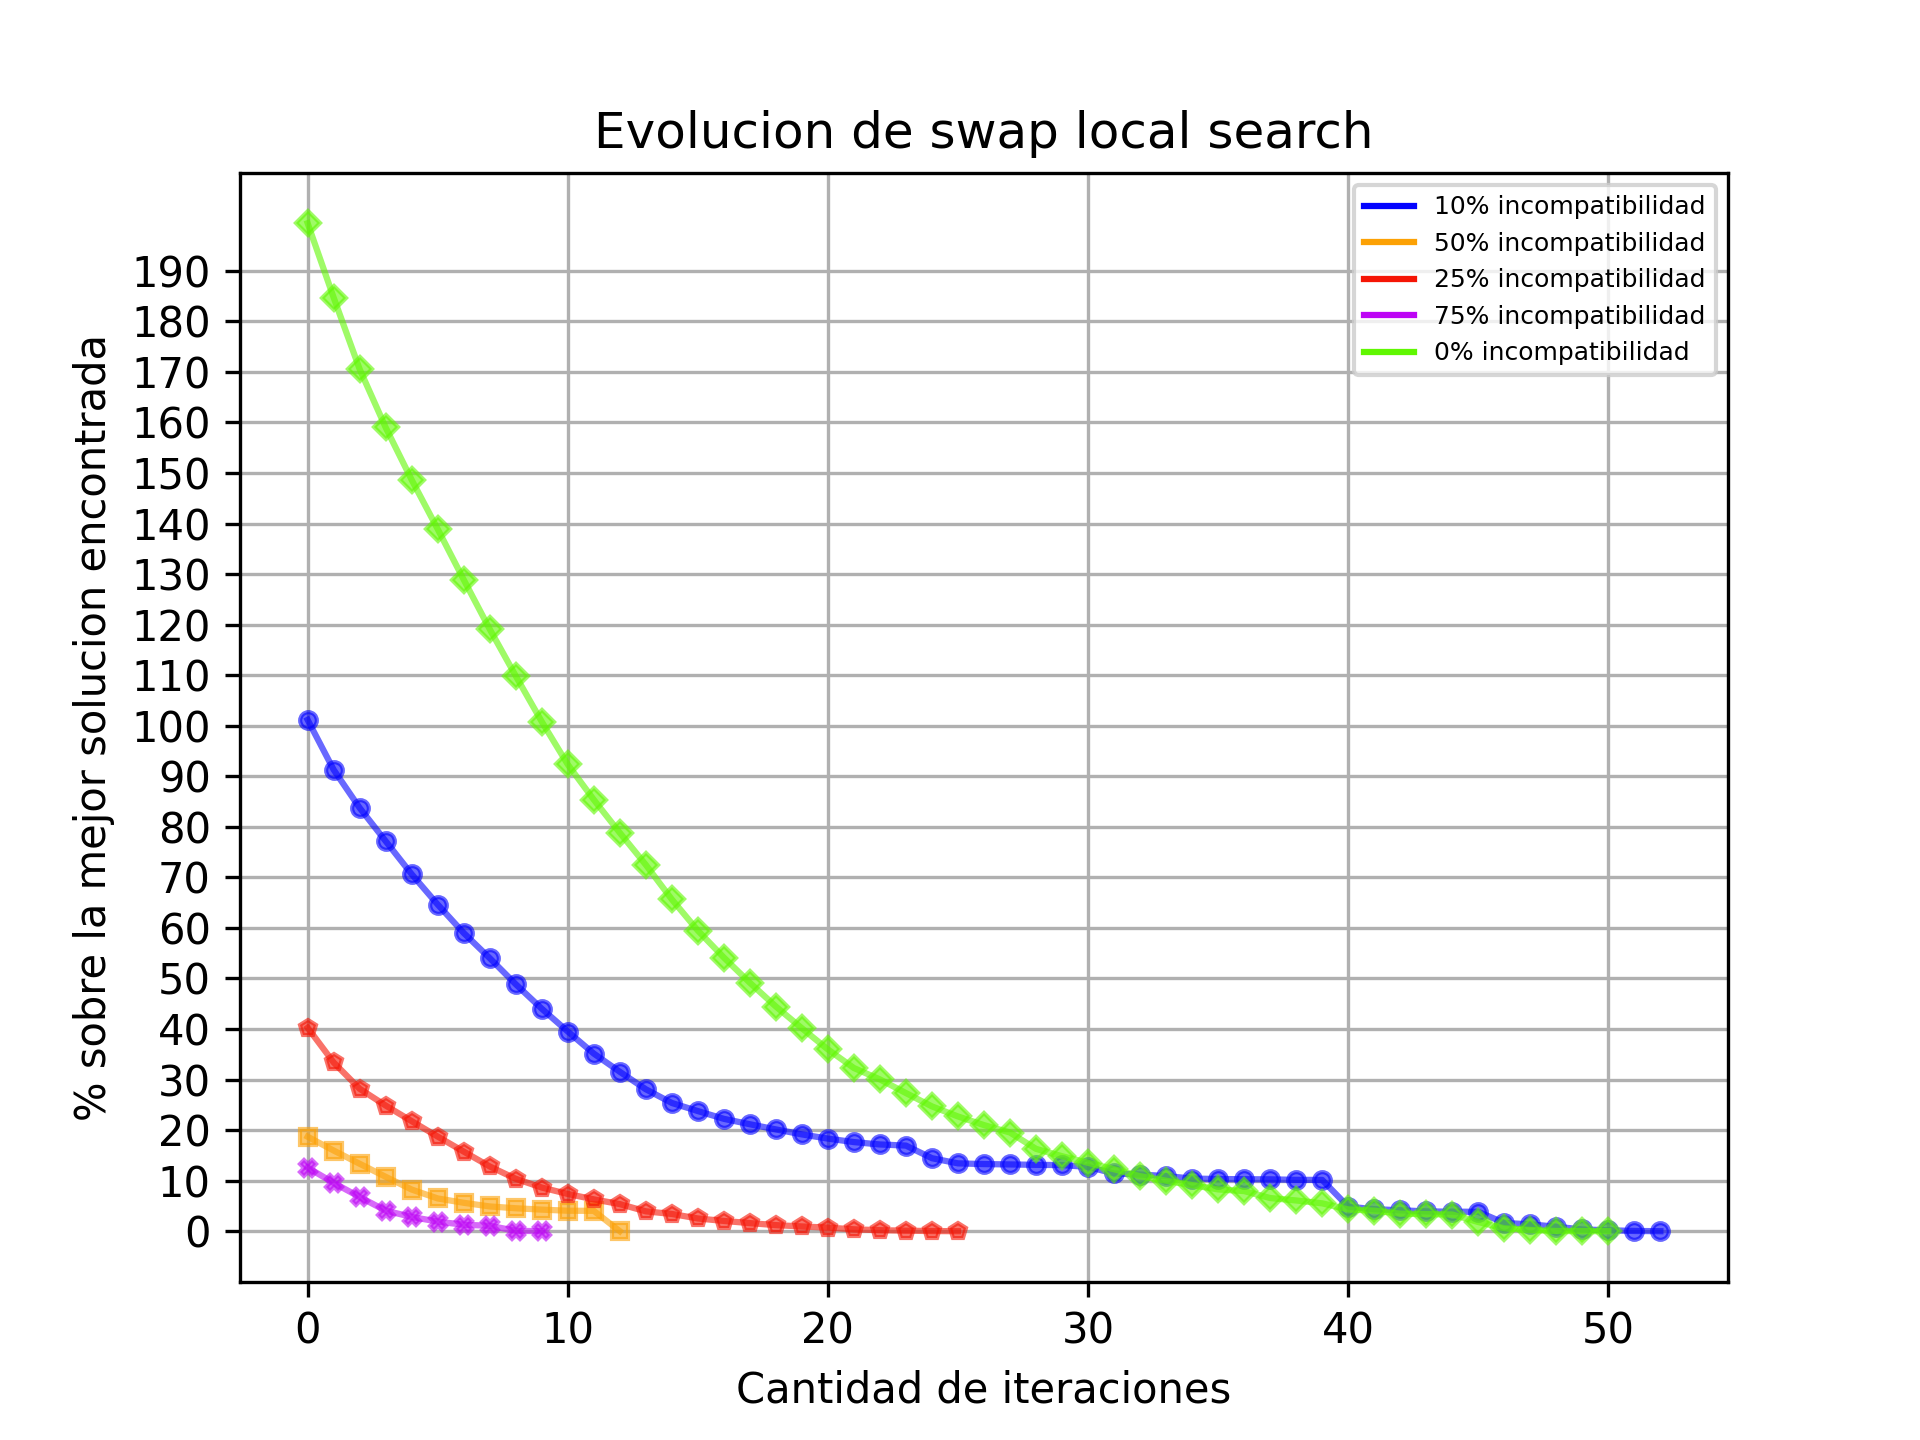 Evolucion de swap local search
10% incompatibilidad
50% incompatibilidad
25% incompatibilidad
75% incompatibilidad
0% incompatibilidad
% sobre la mejor solucion encontrada
190
180
170
160
150
140
130
120
110
100
90
80
70
60
50
40
30
20
10
0
0 10 20 30 40 50
Cantidad de iteraciones